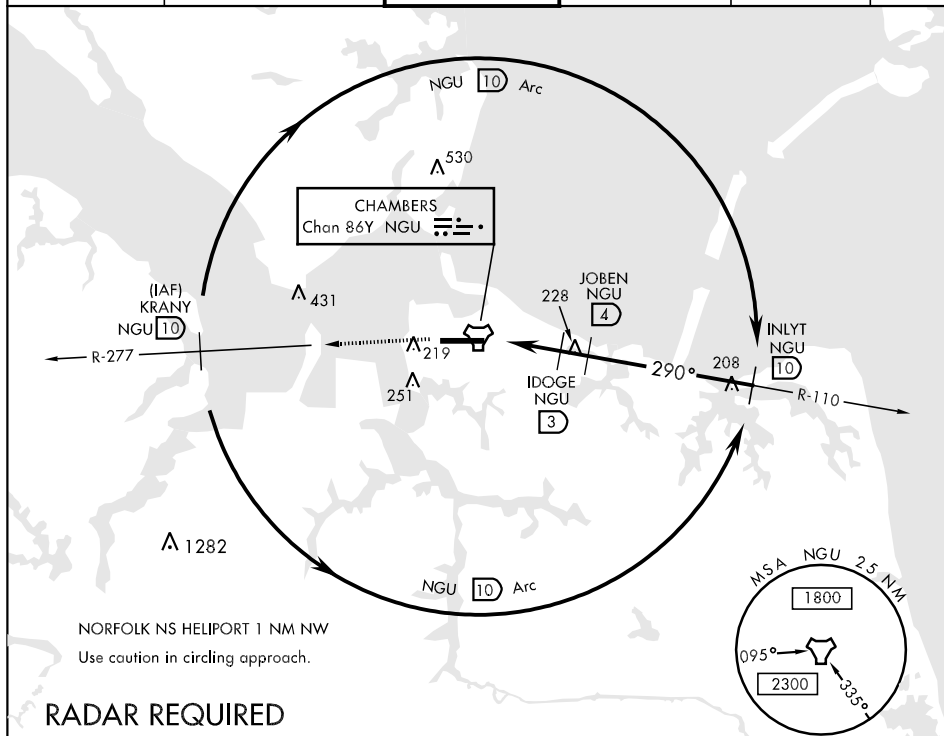 NGU 10 Arc
530
CHAMBERS
Chan 86Y NGU
431
(IAF)
KRANY
NGU 10
R-277
219
251
228
JOBEN
NGU
4
IDOGE
NGU
3
290°
208
INLYT
NGU
10
R-110
1282
NGU 10 Arc
NORFOLK NS HELIPORT 1 NM NW
Use caution in circling approach.
RADAR REQUIRED
MSA NGU 25 NM
1800
095°
2300
335°